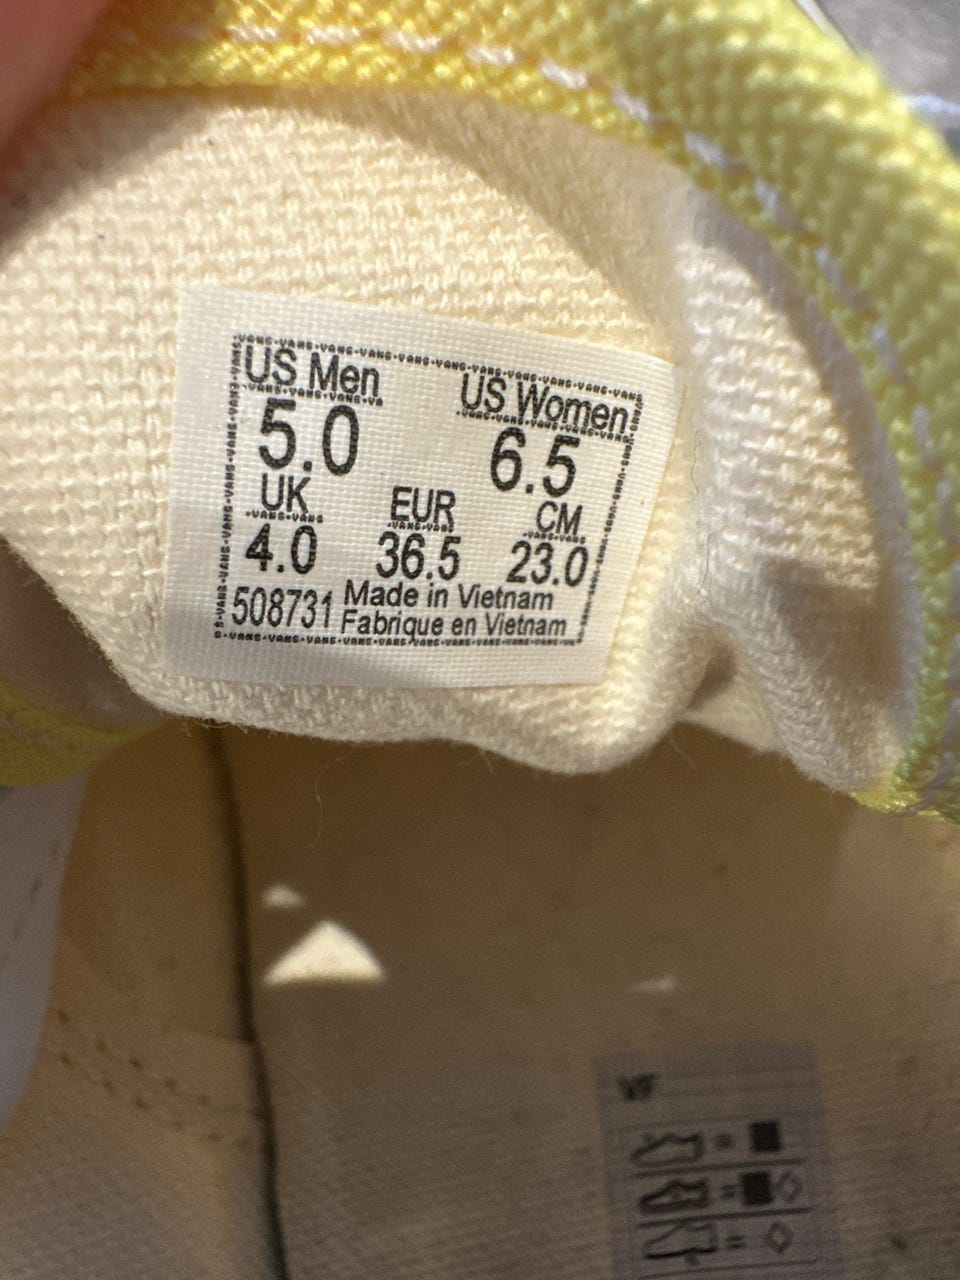 US Men US Women
5.0 6.5
UK EUR CM
4.0 36.5 23.0
508731 Made in Vietnam
Fabrique en Vietnam
VF